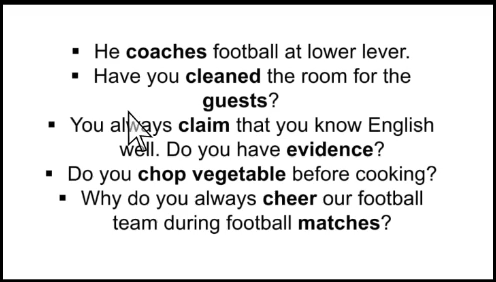 ▪ He coaches football at lower lever.
▪ Have you cleaned the room for the
guests?
▪ You always claim that you know English
well. Do you have evidence?
▪ Do you chop vegetable before cooking?
▪ Why do you always cheer our football
team during football matches?